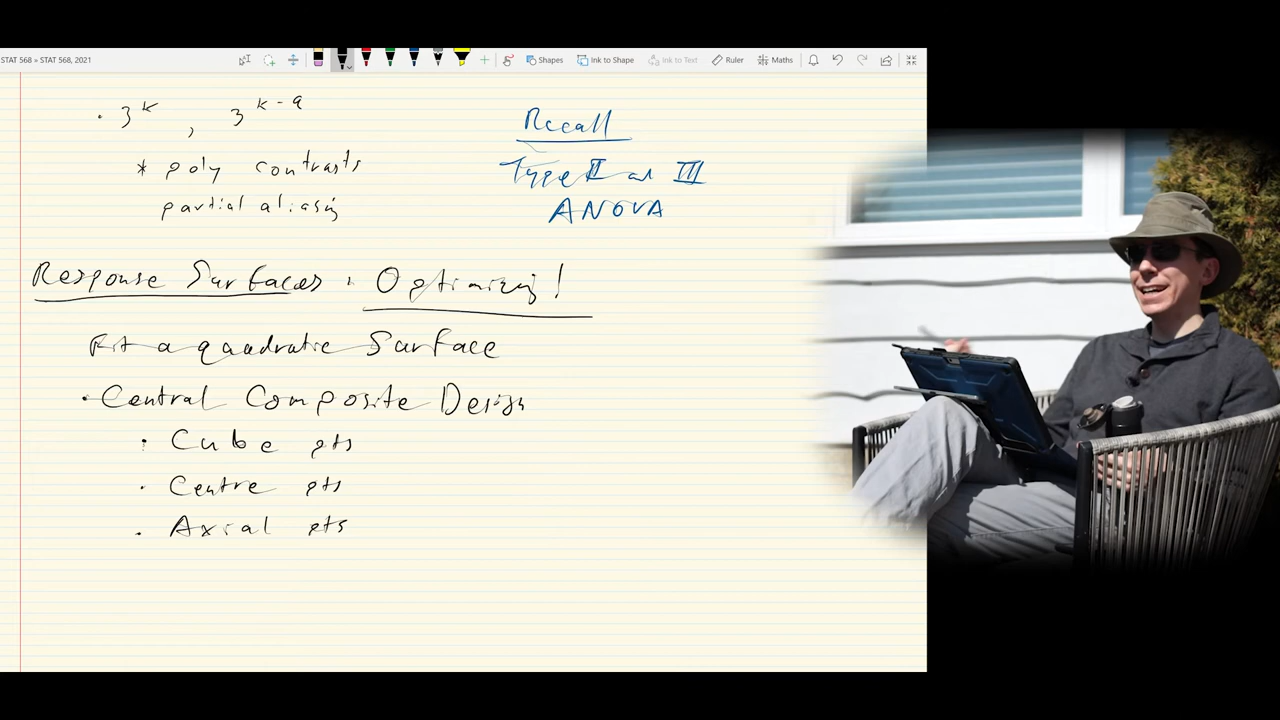 STAT 568 » STAT 568, 2021
Shapes Ink to Shape Ink to Text Ruler Maths
· 3^k , 3^k-q
* poly contrasts
partial aliasing
Recall
Type II or III
ANOVA
Response Surfaces : Optimizing!
Fit a quadratic Surface
· Central Composite Design
· Cube pts
· Centre pts
· Axial pts